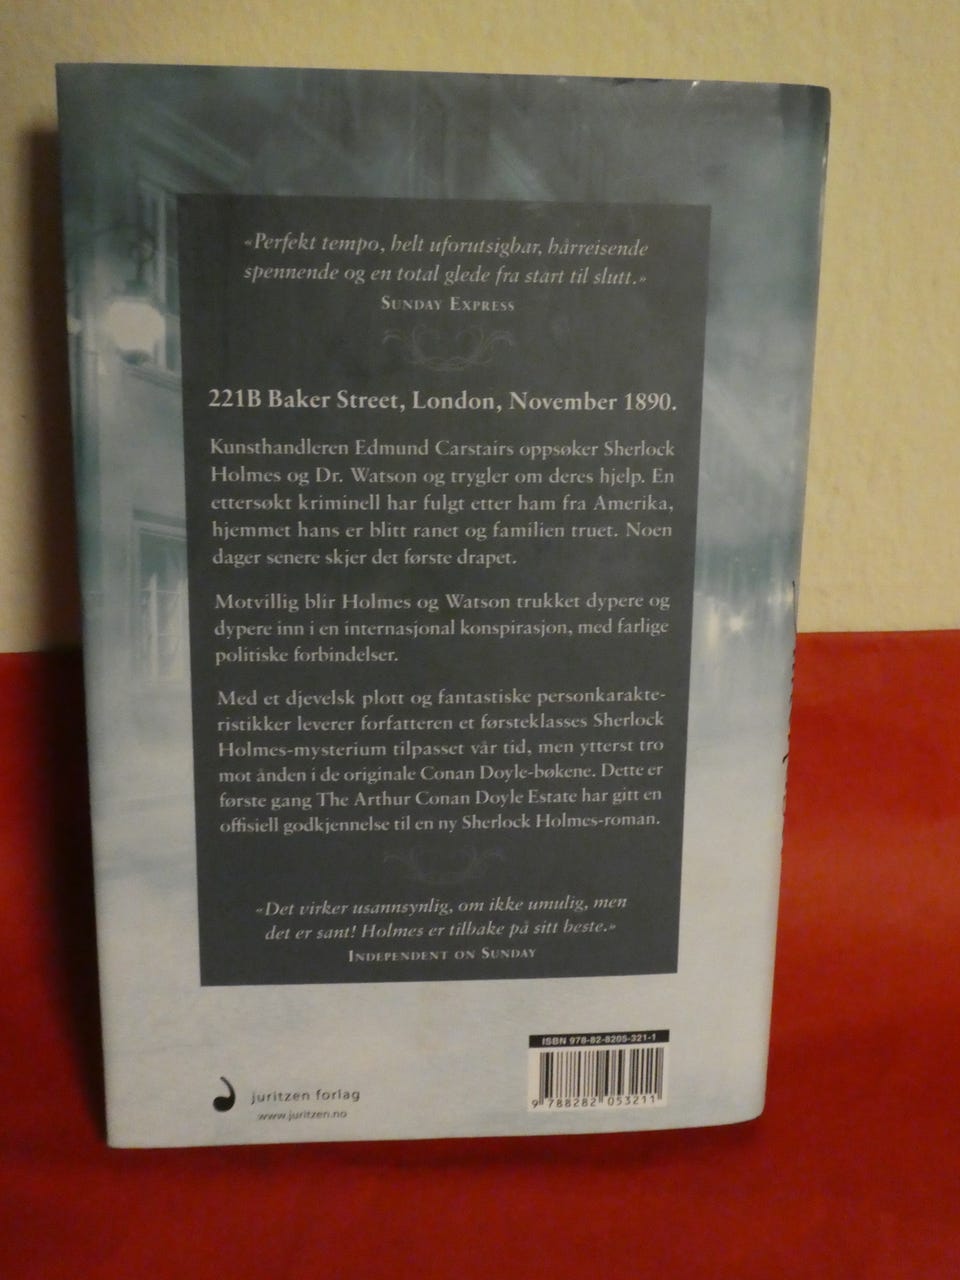 «Perfekt tempo, helt uforutsigbar, hårreisende
spennende og en total glede fra start til slutt.»
SUNDAY EXPRESS
221B Baker Street, London, November 1890.
Kunsthandleren Edmund Carstairs oppsøker Sherlock
Holmes og Dr. Watson og trygler om deres hjelp. En
ettersøkt kriminell har fulgt etter ham fra Amerika,
hjemmet hans er blitt ranet og familien truet. Noen
dager senere skjer det første drapet.
Motvillig blir Holmes og Watson trukket dypere og
dypere inn i en internasjonal konspirasjon, med farlige
politiske forbindelser.
Med et djevelsk plott og fantastiske personkarakte-
ristikker leverer forfatteren et førsteklasses Sherlock
Holmes-mysterium tilpasset vår tid, men ytterst tro
mot ånden i de originale Conan Doyle-bøkene. Dette er
første gang The Arthur Conan Doyle Estate har gitt en
offisiell godkjennelse til en ny Sherlock Holmes-roman.
«Det virker usannsynlig, om ikke umulig, men
det er sant! Holmes er tilbake på sitt beste.»
INDEPENDENT ON SUNDAY
ISBN 978-82-8205-321-1
9 788282 053211
juritzen forlag
www.juritzen.no